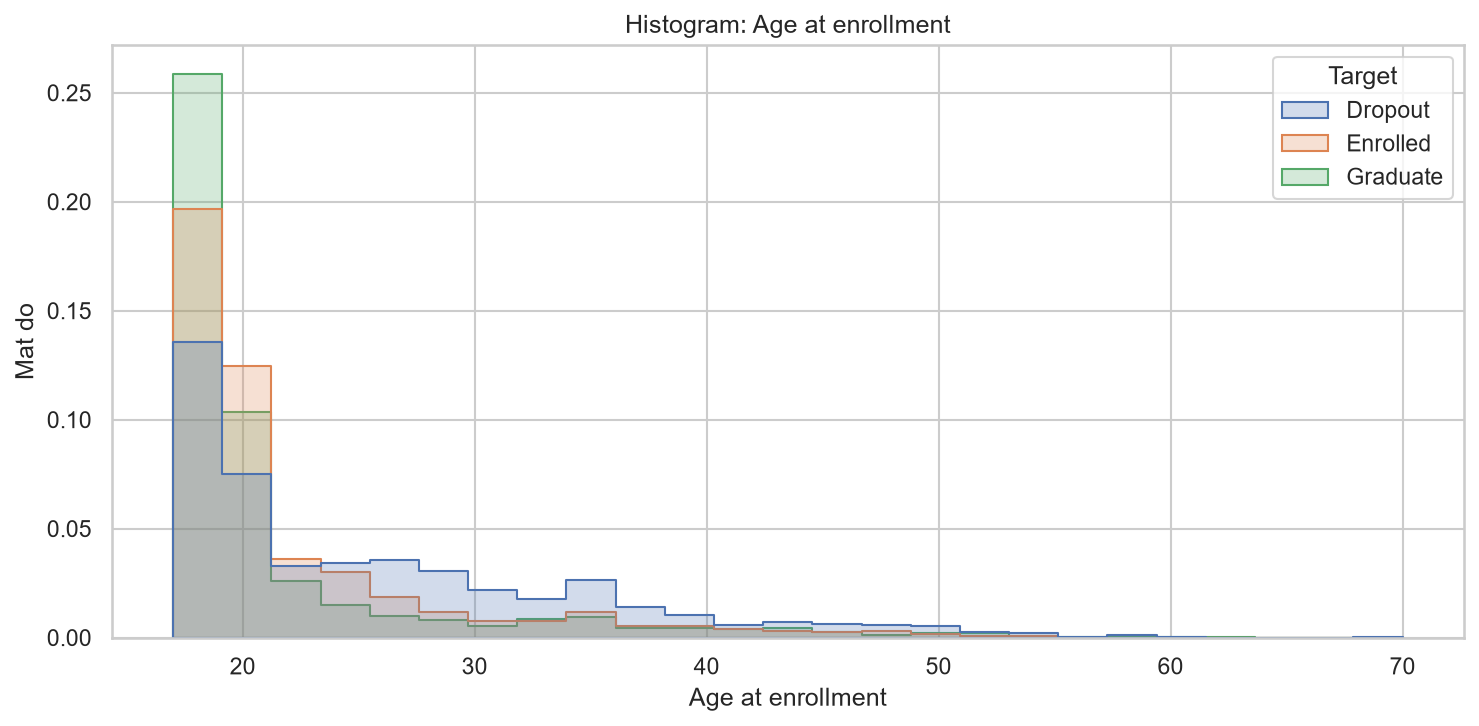 Histogram: Age at enrollment
Target
Dropout
Enrolled
Graduate
Mat do
0.25
0.20
0.15
0.10
0.05
0.00
20 30 40 50 60 70
Age at enrollment